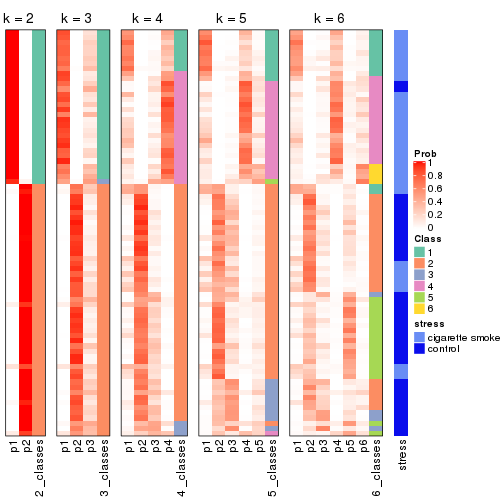 k = 2 k = 3 k = 4 k = 5 k = 6
Prob
1
0.8
0.6
0.4
0.2
0
Class
1
2
3
4
5
6
stress
cigarette smoke
control
p1 p2 2_classes p1 p2 p3 3_classes p1 p2 p3 p4 4_classes p1 p2 p3 p4 p5 5_classes p1 p2 p3 p4 p5 p6 6_classes stress